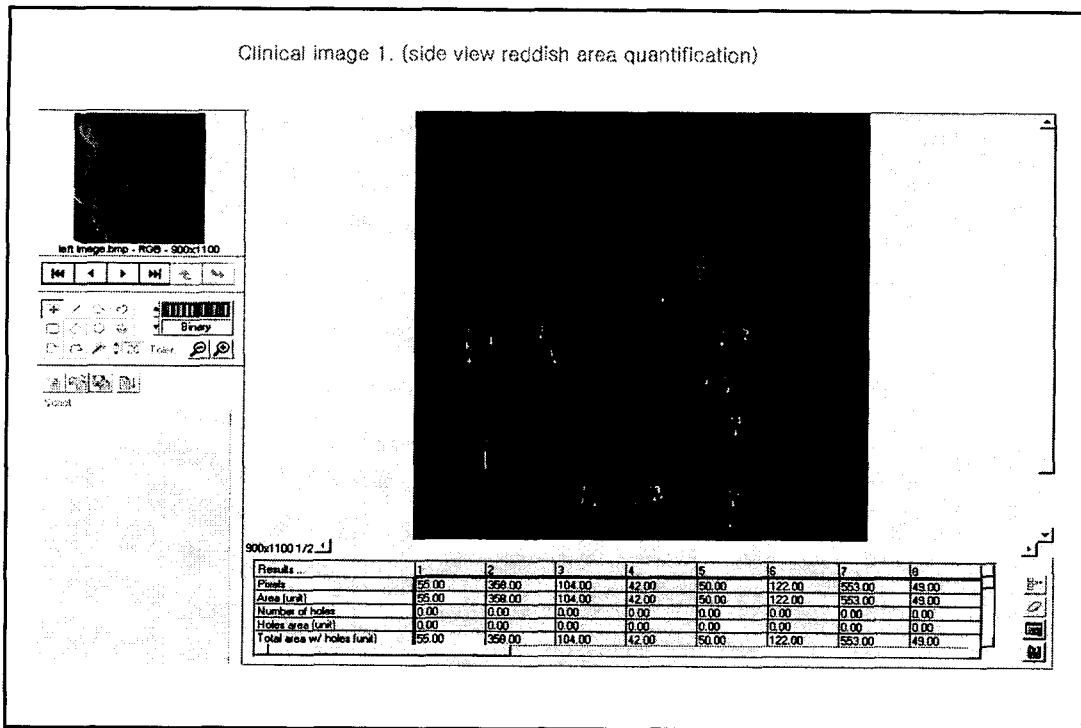 Clinical image 1. (side view reddish area quantification)
left image.bmp - RGB - 900x1100
Binary
Toler.
900x1100 1/2
Results ... 1 2 3 4 5 6 7 8
Pixels 55.00 358.00 104.00 42.00 50.00 122.00 553.00 49.00
Area (unit) 55.00 358.00 104.00 42.00 50.00 122.00 553.00 49.00
Number of holes 0.00 0.00 0.00 0.00 0.00 0.00 0.00 0.00
Holes area (unit) 0.00 0.00 0.00 0.00 0.00 0.00 0.00 0.00
Total area w/ holes (unit) 55.00 358.00 104.00 42.00 50.00 122.00 553.00 49.00